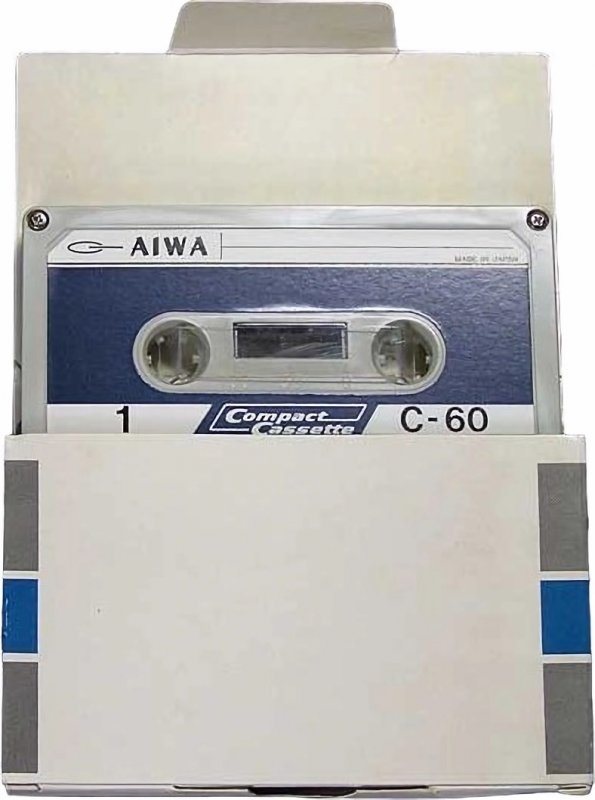 AIWA
MADE IN JAPAN
1
Compact
Cassette
C-60